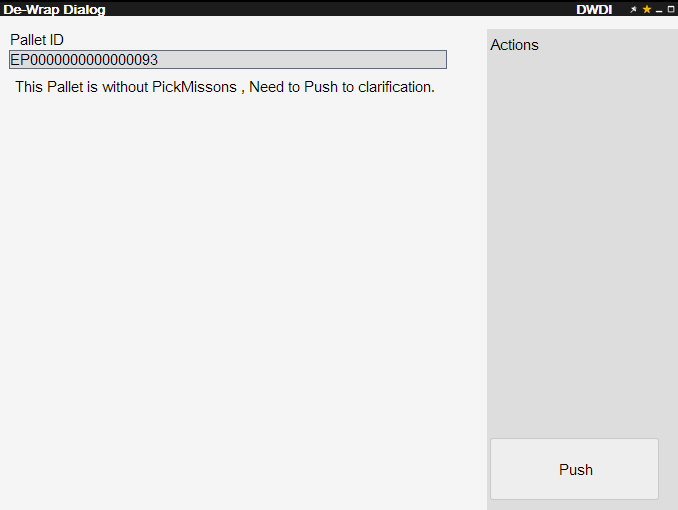 De-Wrap Dialog DWDI
Pallet ID
EP0000000000000093
This Pallet is without PickMissons , Need to Push to clarification.
Actions
Push